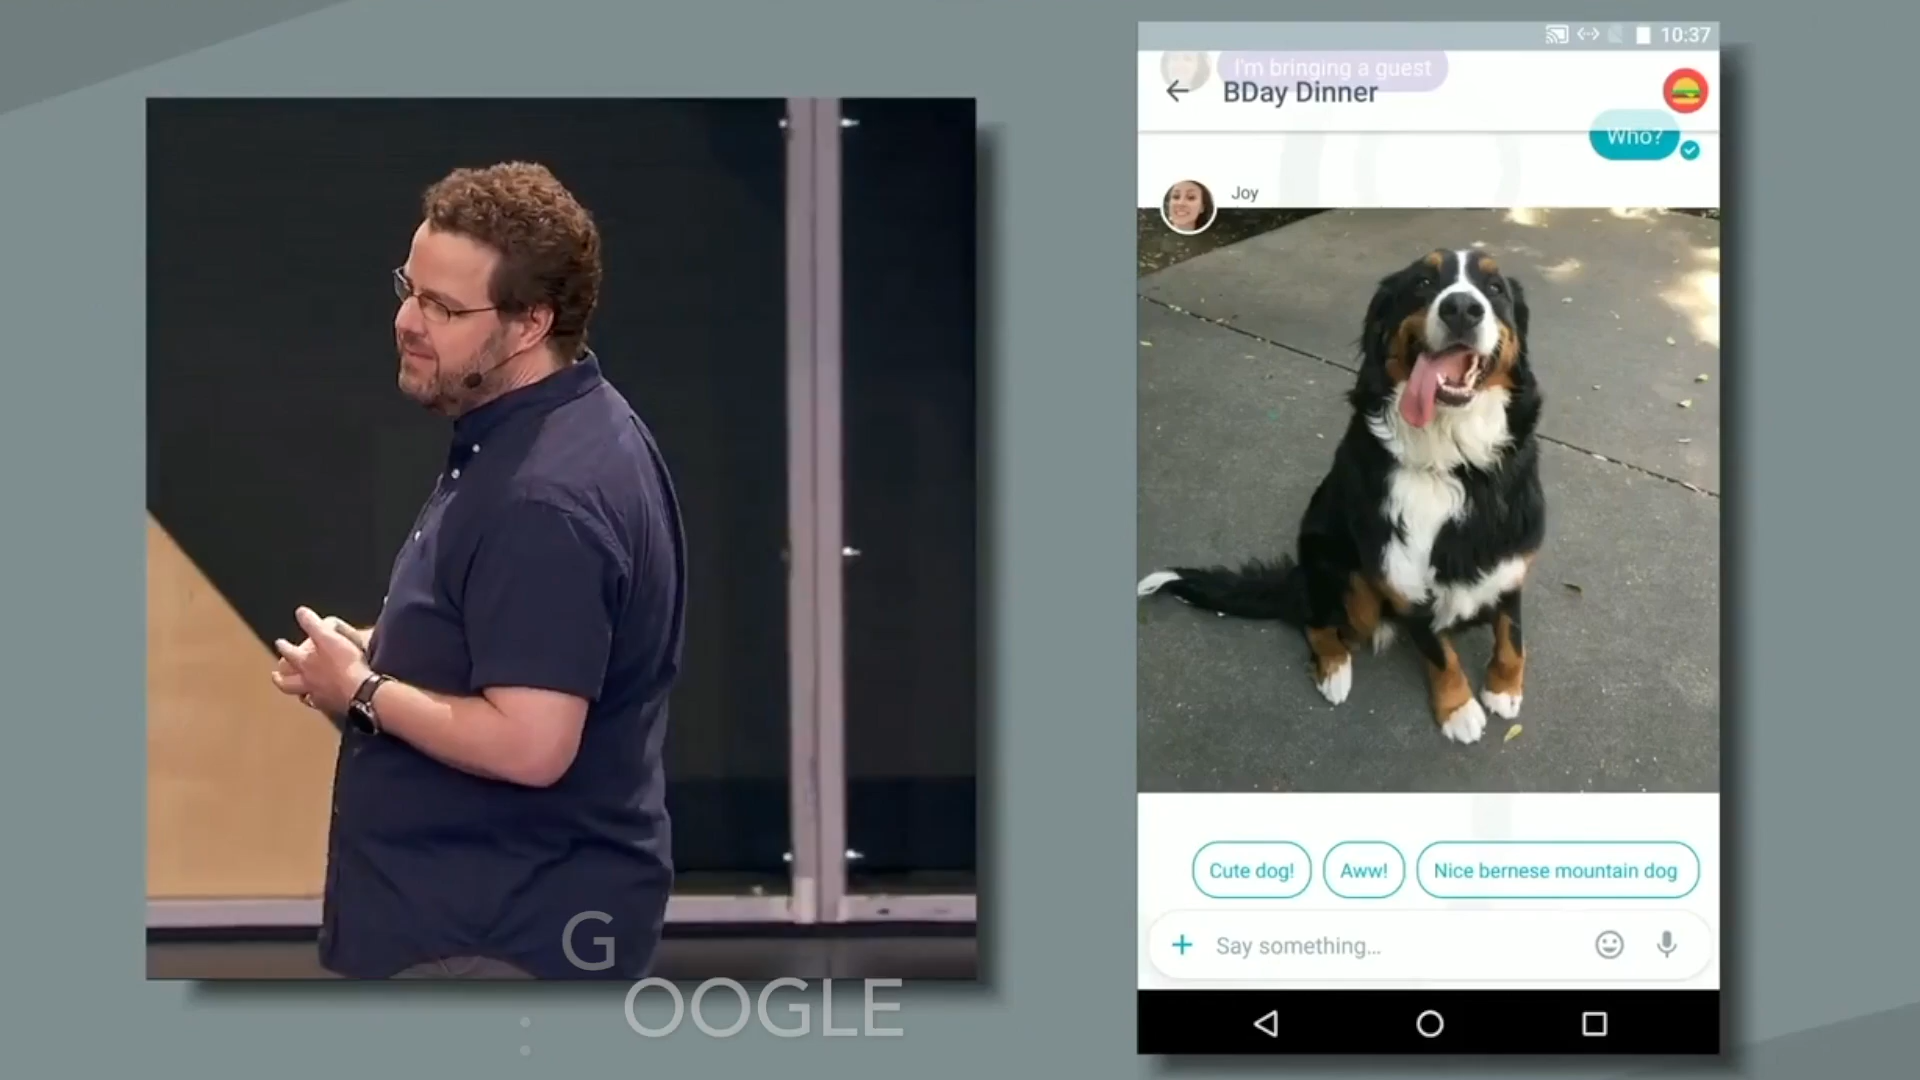 10:37
I'm bringing a guest
BDay Dinner
Who?
Joy
Cute dog!
Aww!
Nice bernese mountain dog
Say something...
G
OOGLE